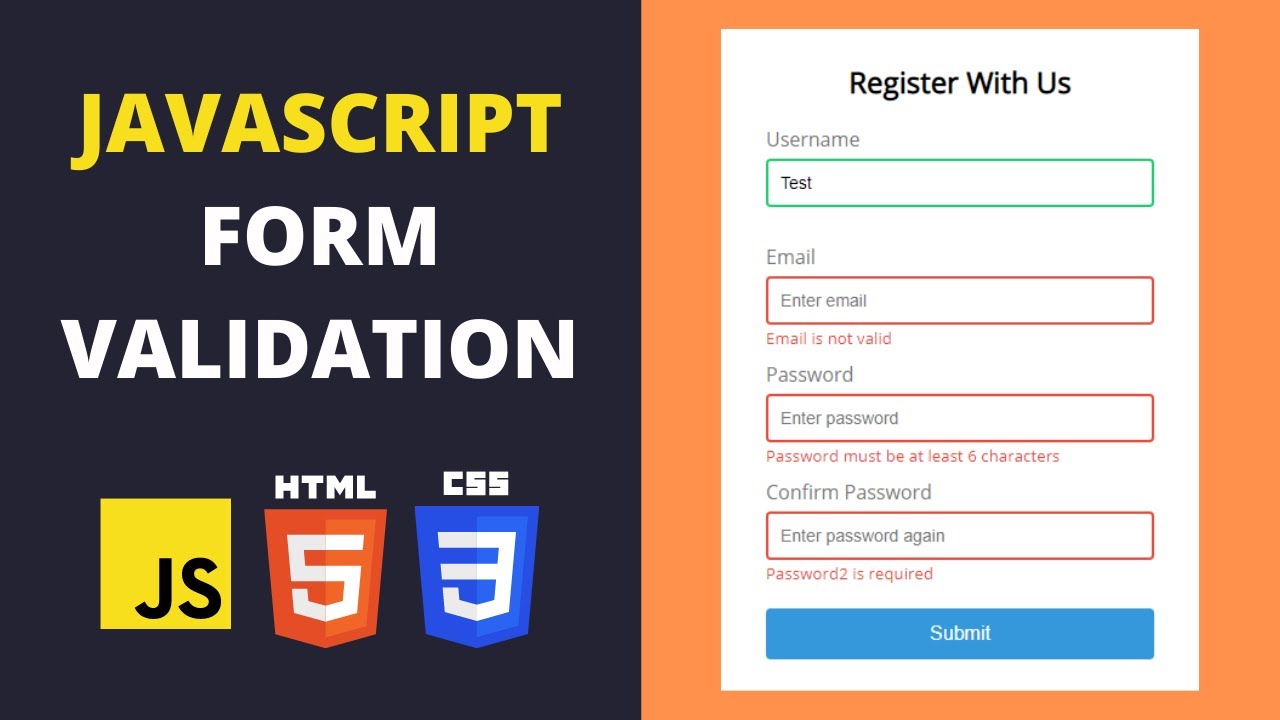 JAVASCRIPT
FORM
VALIDATION
JS
HTML
5
CSS
3
Register With Us
Username
Test
Email
Enter email
Email is not valid
Password
Enter password
Password must be at least 6 characters
Confirm Password
Enter password again
Password2 is required
Submit